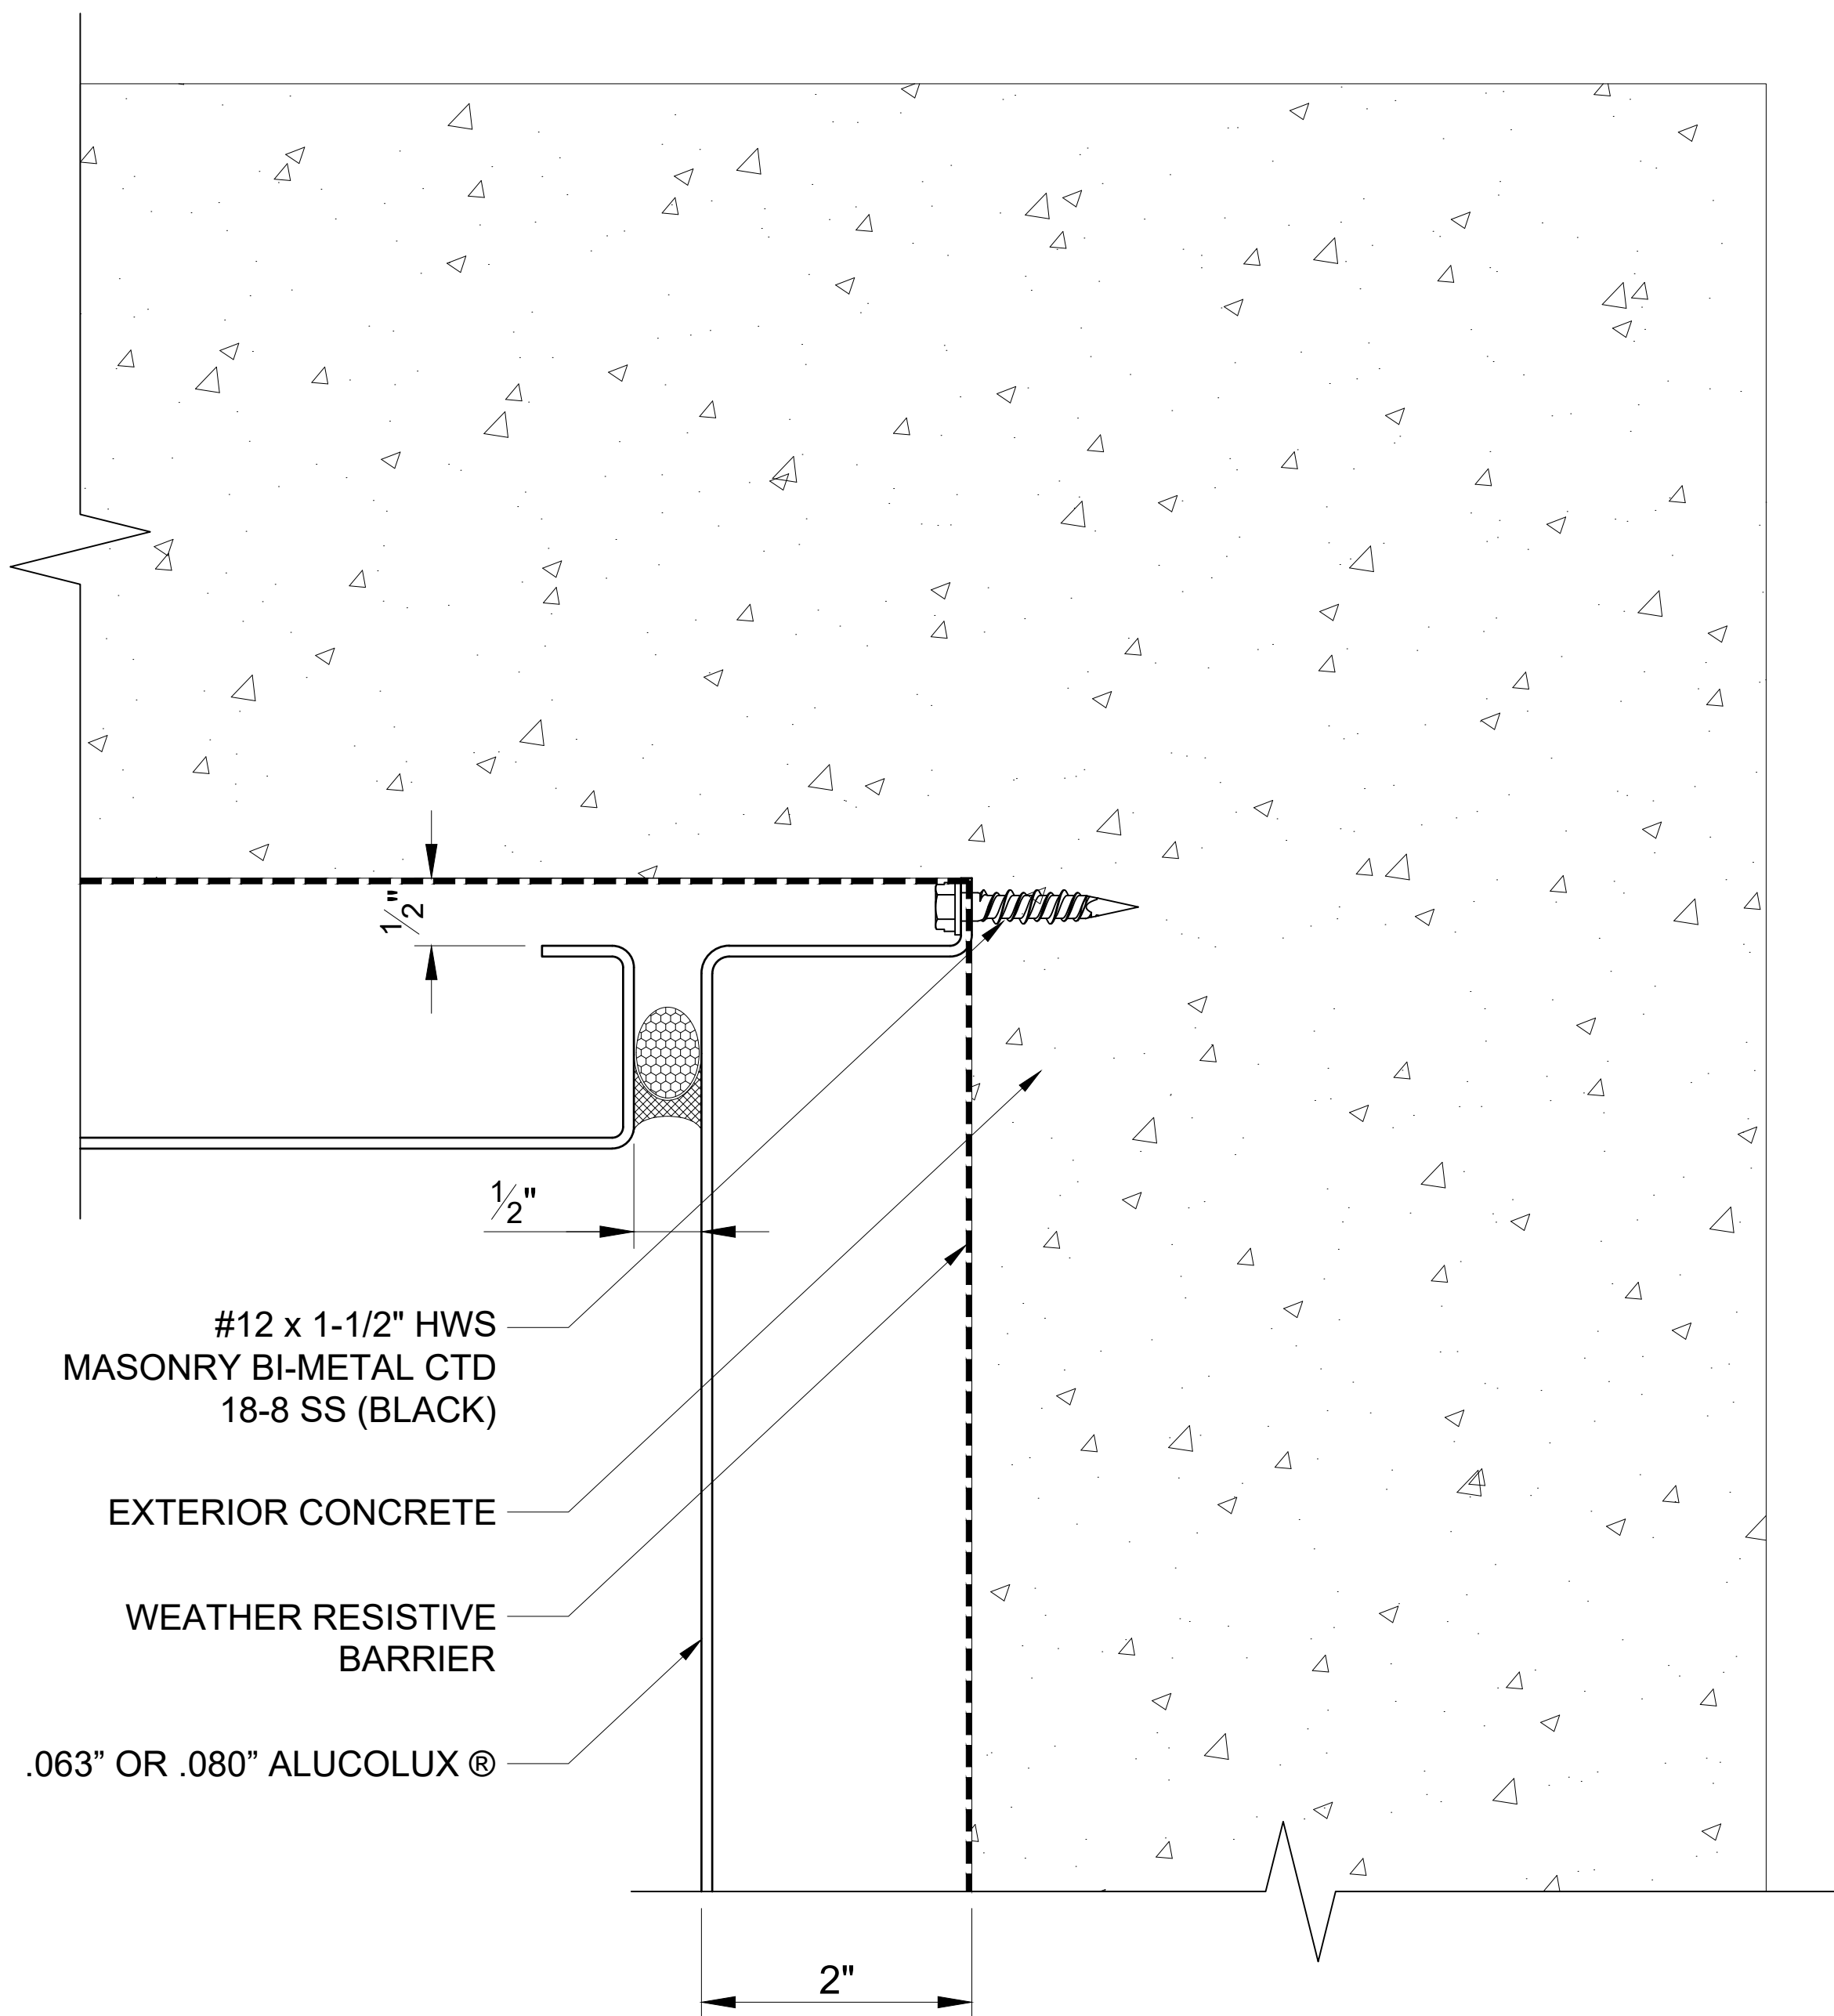 1/2"
1/2"
#12 x 1-1/2" HWS
MASONRY BI-METAL CTD
18-8 SS (BLACK)
EXTERIOR CONCRETE
WEATHER RESISTIVE
BARRIER
.063” OR .080” ALUCOLUX ®
2"